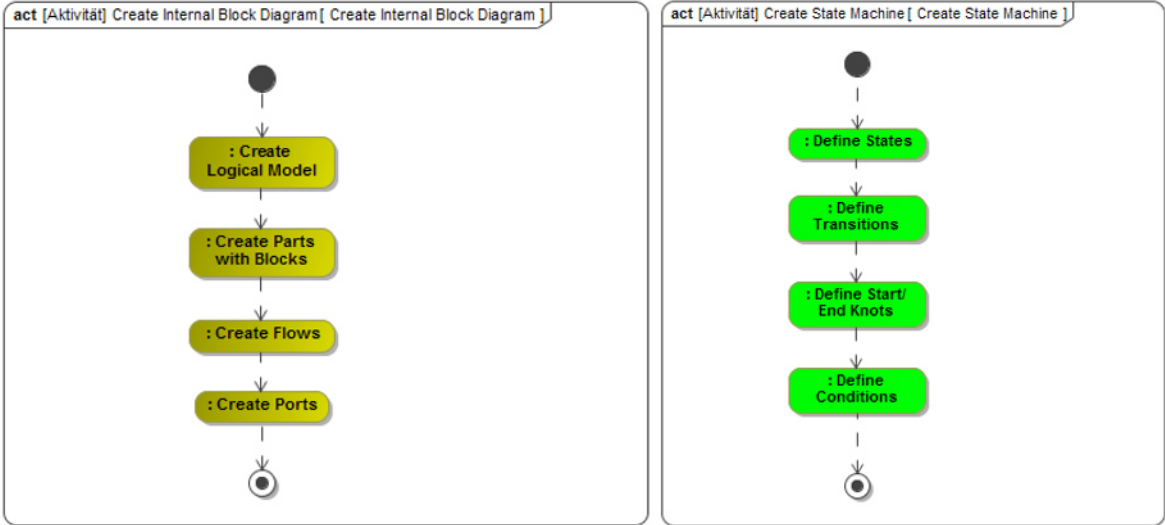 act [Aktivität] Create Internal Block Diagram [ Create Internal Block Diagram ]
: Create
Logical Model
: Create Parts
with Blocks
: Create Flows
: Create Ports
act [Aktivität] Create State Machine [ Create State Machine ]
: Define States
: Define
Transitions
: Define Start/
End Knots
: Define
Conditions